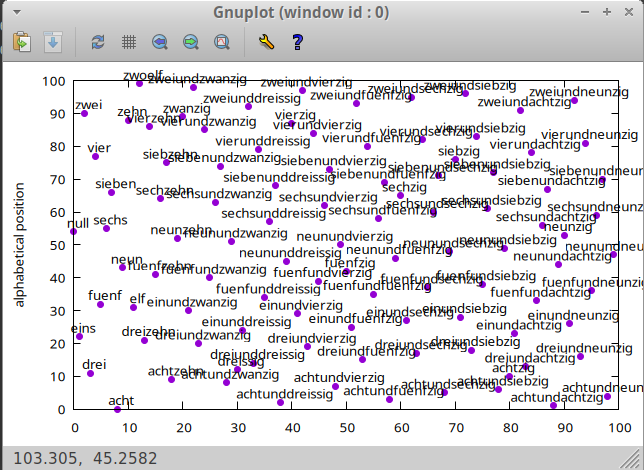 Gnuplot (window id : 0)
alphabetical position
100
90
80
70
60
50
40
30
20
10
0
zwoelf
zweiundzwanzig
zweiundvierzig
zweiundsechzig
zweiundsiebzig
zweiundneunzig
zweiunddreissig
zweiundfuenfzig
zweiundachtzig
zwei
zehn
zwanzig
vierzehn
vierundzwanzig
vierzig
vierundvierzig
vierundsechzig
vierundsiebzig
vierundneunzig
vier
vierunddreissig
vierundfuenfzig
vierundachtzig
siebzehn
siebenundzwanzig
siebenundvierzig
siebzig
siebenundsechzig
siebenundsiebzig
siebenundneun
sieben
siebenunddreissig
siebenundfuenfzig
siebenundachtzig
sechzehn
sechsundzwanzig
sechzig
sechsundvierzig
sechsundsechzig
sechsundsiebzig
sechsundneunzig
null
sechs
sechsunddreissig
sechsundfuenfzig
sechsundachtzig
neunzehn
neunundzwanzig
neunundvierzig
neunundsechzig
neunundsiebzig
neunzig
neunundneun
neun
neununddreissig
neunundfuenfzig
neunundachtzig
fuenfzehn
fuenfundzwanzig
fuenfzig
fuenfundvierzig
fuenfundsechzig
fuenfundsiebzig
fuenfundneunzig
fuenf
fuenfunddreissig
fuenfundfuenfzig
fuenfundachtzig
elf
einundzwanzig
einundvierzig
einundsechzig
einundsiebzig
einundneunzig
eins
einunddreissig
einundfuenfzig
einundachtzig
dreizehn
dreiundzwanzig
dreiundvierzig
dreiundsechzig
dreiundsiebzig
dreiundneunzig
drei
dreissig
dreiunddreissig
dreiundfuenfzig
dreiundachtzig
achtzehn
achtundzwanzig
achtundvierzig
achtzig
achtundsechzig
achtundsiebzig
achtundneun
acht
achtunddreissig
achtundfuenfzig
achtundachtzig
0 10 20 30 40 50 60 70 80 90 100
103.305, 45.2582